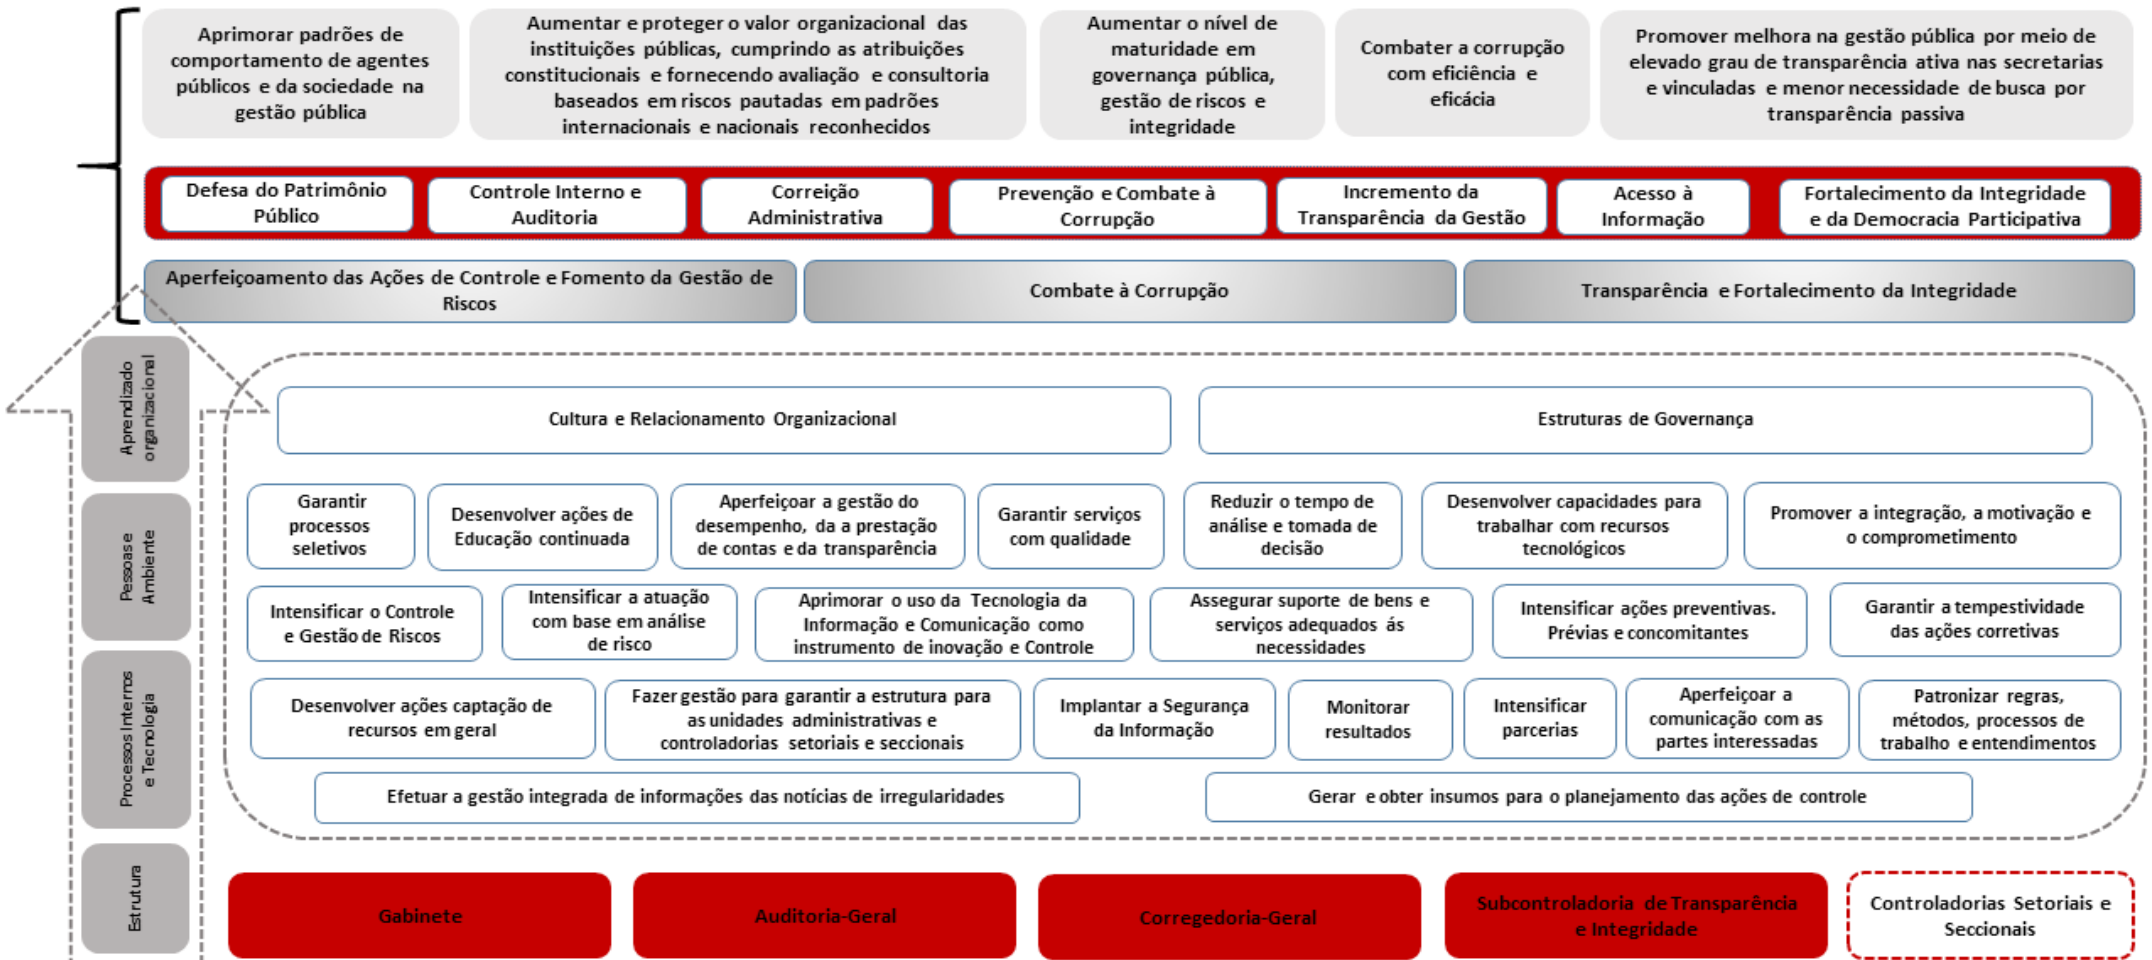 Aprimorar padrões de
comportamento de agentes
públicos e da sociedade na
gestão pública
Aumentar e proteger o valor organizacional das
instituições públicas, cumprindo as atribuições
constitucionais e fornecendo avaliação e consultoria
baseados em riscos pautadas em padrões
internacionais e nacionais reconhecidos
Aumentar o nível de
maturidade em
governança pública,
gestão de riscos e
integridade
Combater a corrupção
com eficiência e
eficácia
Promover melhora na gestão pública por meio de
elevado grau de transparência ativa nas secretarias
e vinculadas e menor necessidade de busca por
transparência passiva
Defesa do Patrimônio
Público
Controle Interno e
Auditoria
Correição
Administrativa
Prevenção e Combate à
Corrupção
Incremento da
Transparência da Gestão
Acesso à
Informação
Fortalecimento da Integridade
e da Democracia Participativa
Aperfeiçoamento das Ações de Controle e Fomento da Gestão de
Riscos
Combate à Corrupção
Transparência e Fortalecimento da Integridade
Aprendizado
organizacional
Cultura e Relacionamento Organizacional
Estruturas de Governança
Pessoas e
Ambiente
Garantir
processos
seletivos
Desenvolver ações de
Educação continuada
Aperfeiçoar a gestão do
desempenho, da a prestação
de contas e da transparência
Garantir serviços
com qualidade
Reduzir o tempo de
análise e tomada de
decisão
Desenvolver capacidades para
trabalhar com recursos
tecnológicos
Promover a integração, a motivação e
o comprometimento
Intensificar o Controle
e Gestão de Riscos
Intensificar a atuação
com base em análise
de risco
Aprimorar o uso da Tecnologia da
Informação e Comunicação como
instrumento de inovação e Controle
Assegurar suporte de bens e
serviços adequados ás
necessidades
Intensificar ações preventivas.
Prévias e concomitantes
Garantir a tempestividade
das ações corretivas
Processos Internos
e Tecnologia
Desenvolver ações captação de
recursos em geral
Fazer gestão para garantir a estrutura para
as unidades administrativas e
controladorias setoriais e seccionais
Implantar a Segurança
da Informação
Monitorar
resultados
Intensificar
parcerias
Aperfeiçoar a
comunicação com as
partes interessadas
Patronizar regras,
métodos, processos de
trabalho e entendimentos
Efetuar a gestão integrada de informações das notícias de irregularidades
Gerar e obter insumos para o planejamento das ações de controle
Estrutura
Gabinete
Auditoria-Geral
Corregedoria-Geral
Subcontroladoria de Transparência
e Integridade
Controladorias Setoriais e
Seccionais